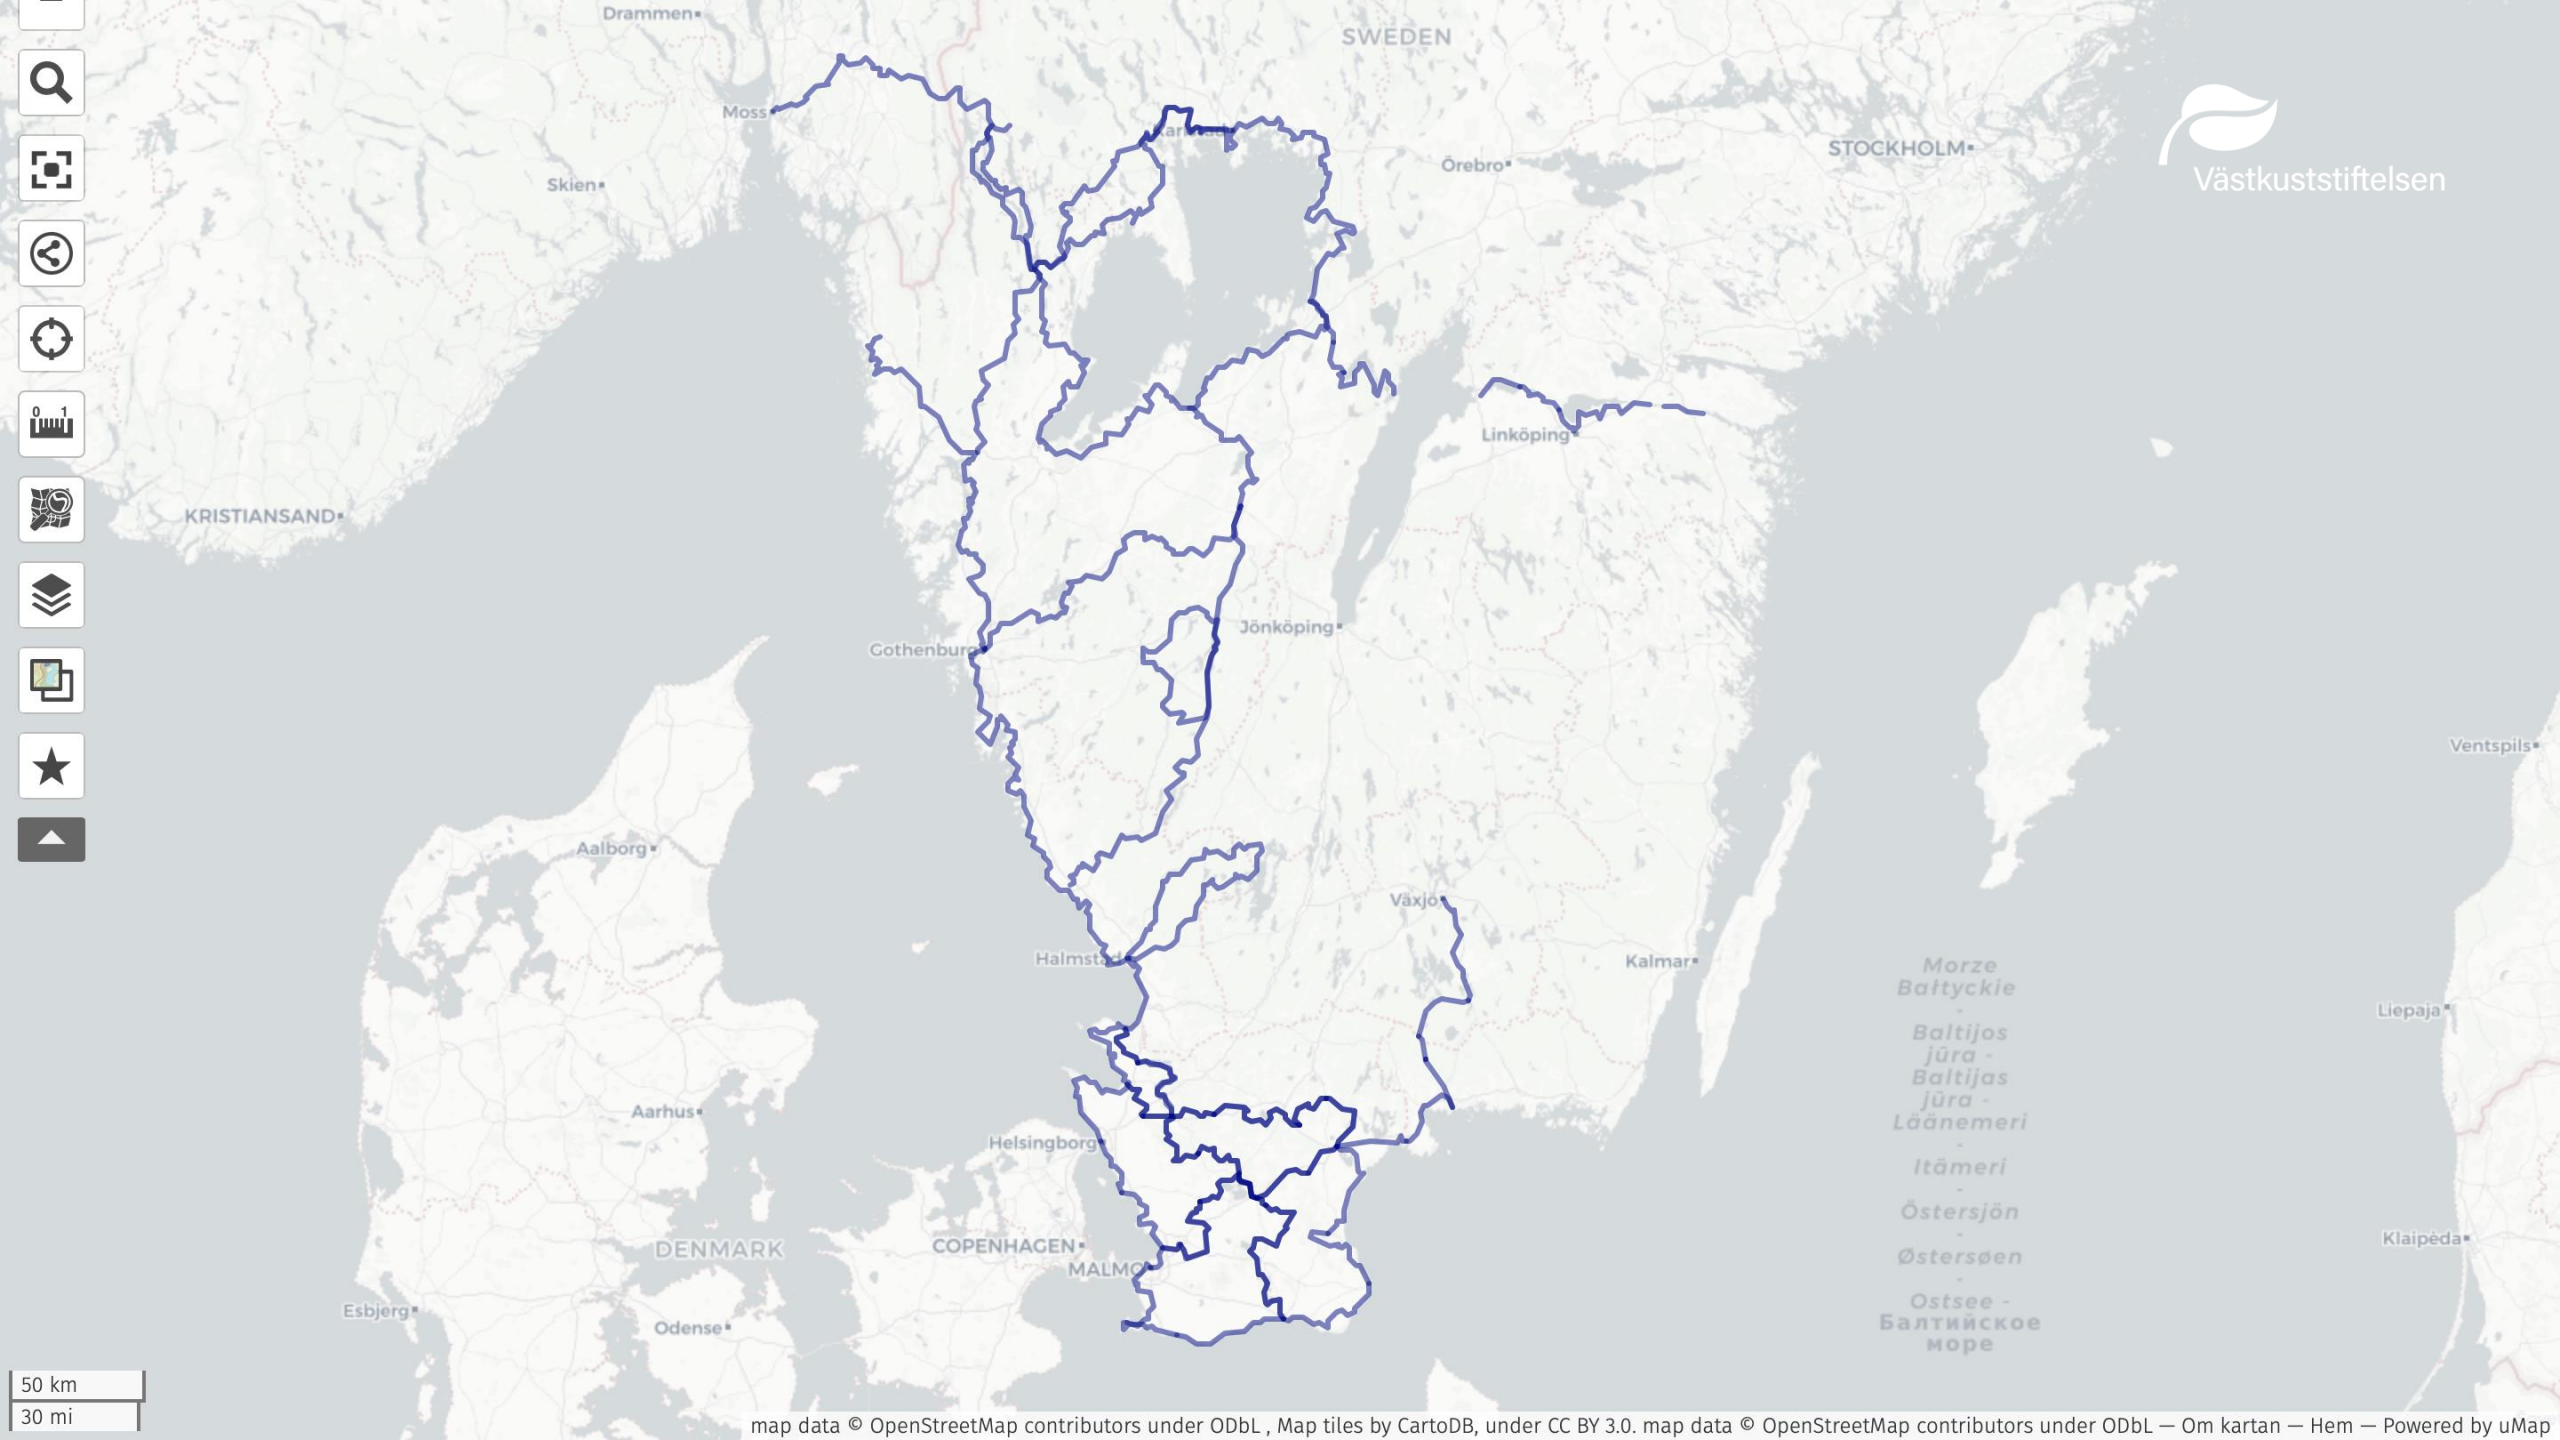 Drammen
SWEDEN
Moss
Karlstad
STOCKHOLM
Örebro
Skien
Västkuststiftelsen
0 1
Linköping
KRISTIANSAND
Jönköping
Gothenburg
Ventspils
Aalborg
Växjö
Halmstad
Kalmar
Morze
Bałtyckie
-
Baltijos
jūra -
Baltijas
jūra -
Läänemeri
-
Itämeri
-
Östersjön
-
Østersøen
-
Ostsee -
Балтийское
море
Liepaja
Aarhus
Helsingborg
Klaipėda
DENMARK
COPENHAGEN
MALMÖ
Esbjerg
Odense
50 km
30 mi
map data © OpenStreetMap contributors under ODbL , Map tiles by CartoDB, under CC BY 3.0. map data © OpenStreetMap contributors under ODbL — Om kartan — Hem — Powered by uMap